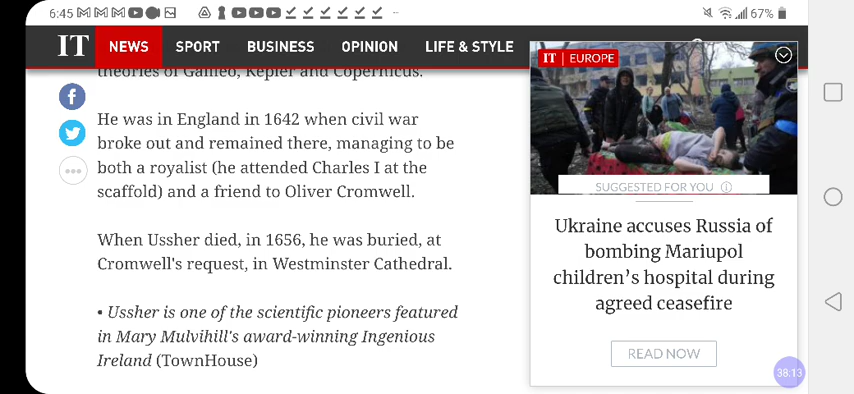 6:45
67%
IT NEWS SPORT BUSINESS OPINION LIFE & STYLE
theories of Galileo, Kepler and Copernicus.
He was in England in 1642 when civil war
broke out and remained there, managing to be
both a royalist (he attended Charles I at the
scaffold) and a friend to Oliver Cromwell.
When Ussher died, in 1656, he was buried, at
Cromwell's request, in Westminster Cathedral.
• Ussher is one of the scientific pioneers featured
in Mary Mulvihill's award-winning Ingenious
Ireland (TownHouse)
IT | EUROPE
SUGGESTED FOR YOU
Ukraine accuses Russia of
bombing Mariupol
children’s hospital during
agreed ceasefire
READ NOW
38:13